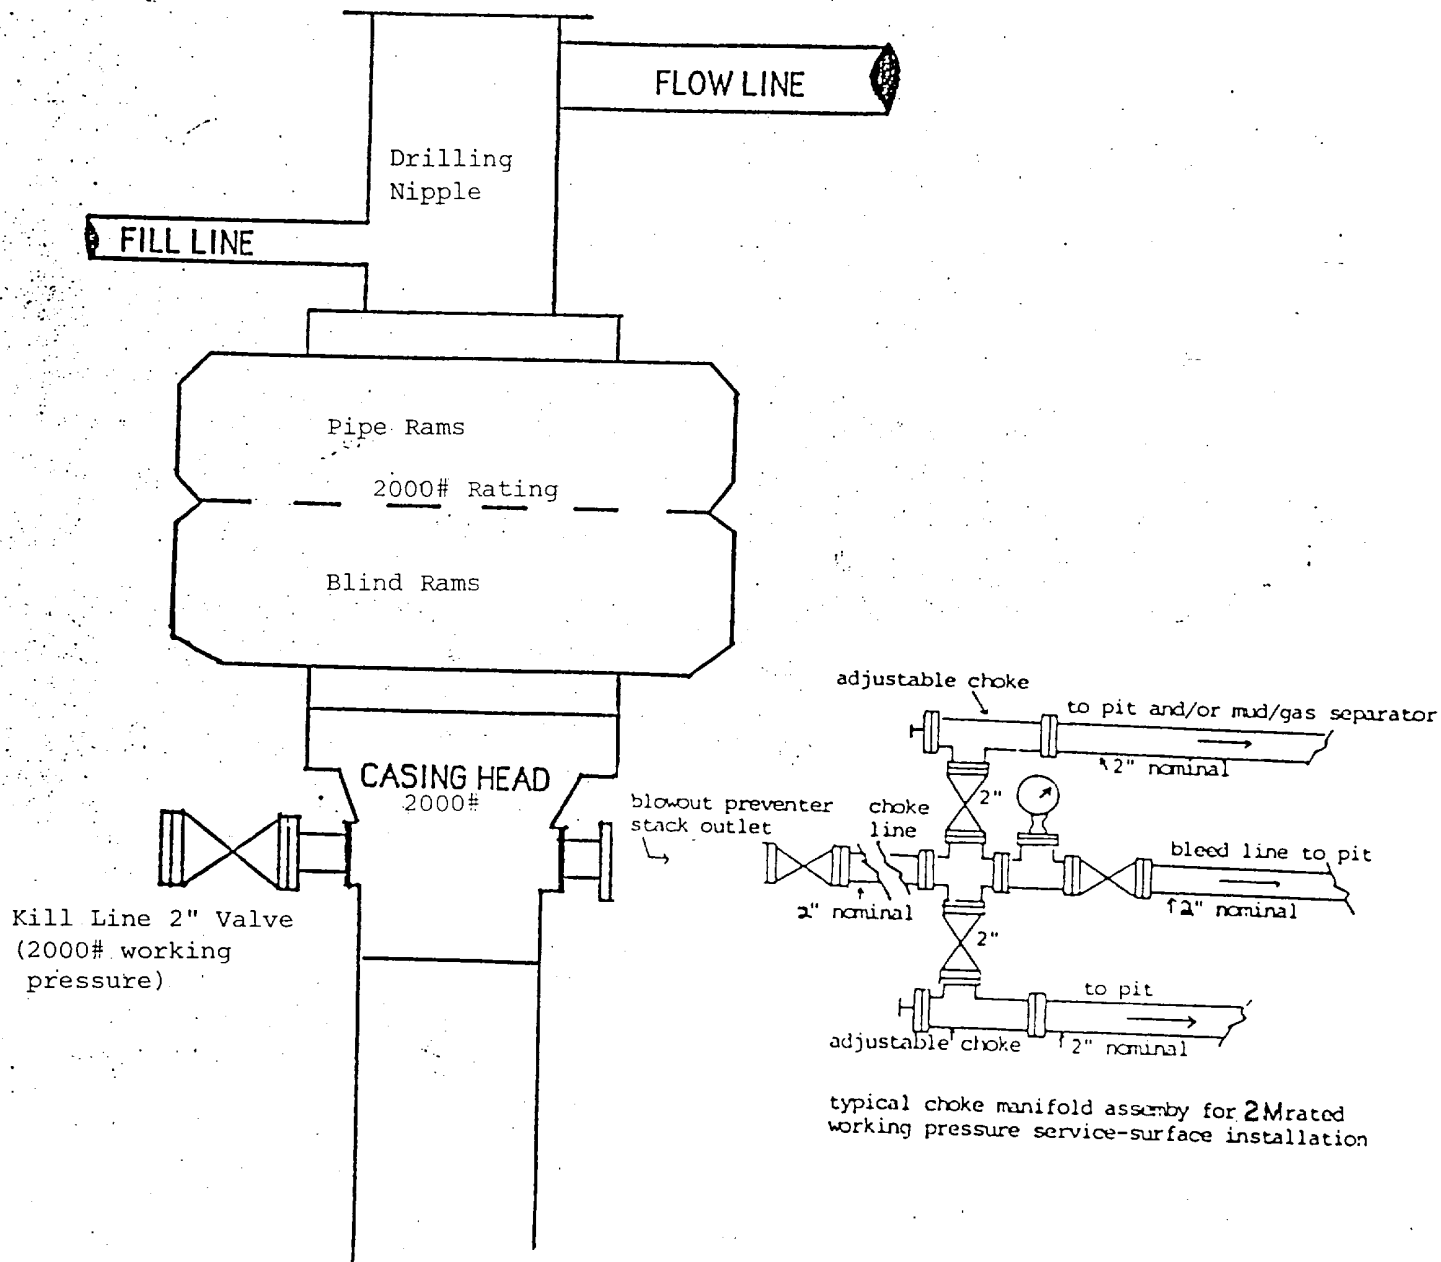 FLOW LINE
Drilling
Nipple
FILL LINE
Pipe Rams
2000# Rating
Blind Rams
CASING HEAD
2000#
Kill Line 2" Valve
(2000# working
pressure)
blowout preventer
stack outlet
choke
line
adjustable choke
to pit and/or mud/gas separator
2" nominal
2"
bleed line to pit
2" nominal
2" nominal
2"
to pit
adjustable choke
2" nominal
typical choke manifold assemby for 2M rated
working pressure service-surface installation